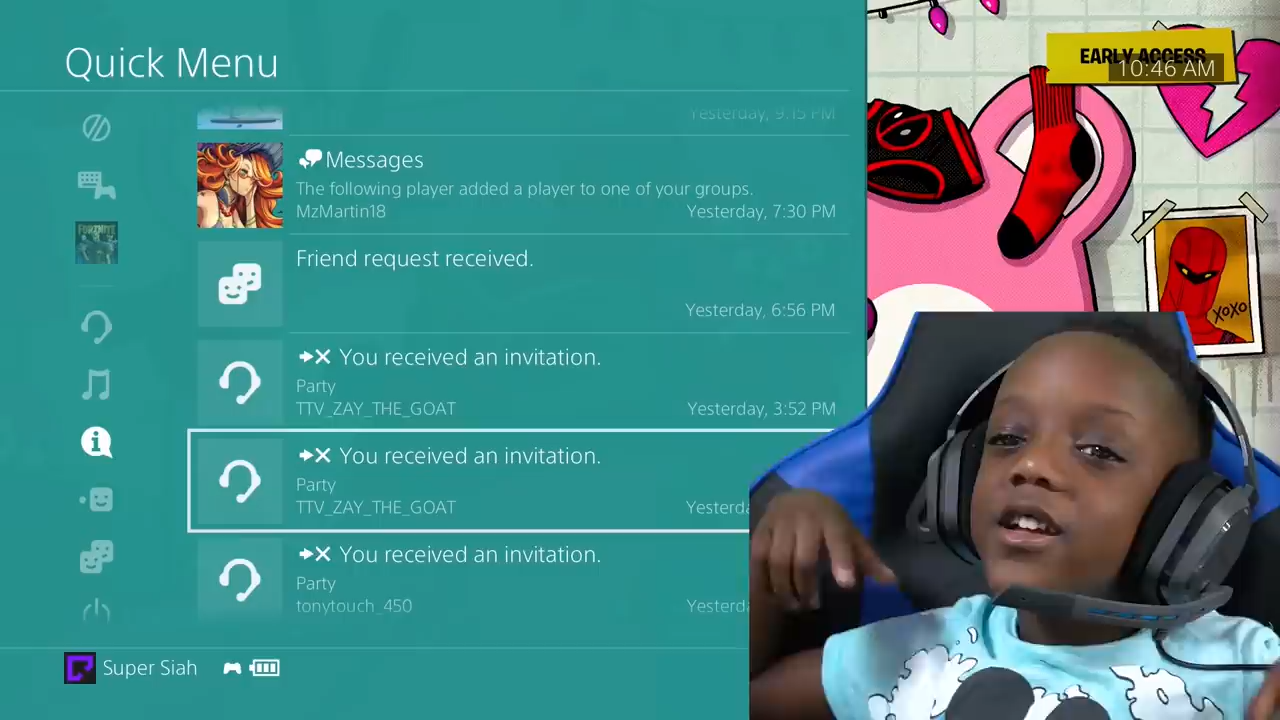 Quick Menu
EARLY ACCESS
10:46 AM
Yesterday, 9:15 PM
Messages
The following player added a player to one of your groups.
MzMartin18
Yesterday, 7:30 PM
FORTNITE
Friend request received.
Yesterday, 6:56 PM
XOXO
You received an invitation.
Party
TTV_ZAY_THE_GOAT
Yesterday, 3:52 PM
You received an invitation.
Party
TTV_ZAY_THE_GOAT
You received an invitation.
Party
tonytouch_450
Super Siah